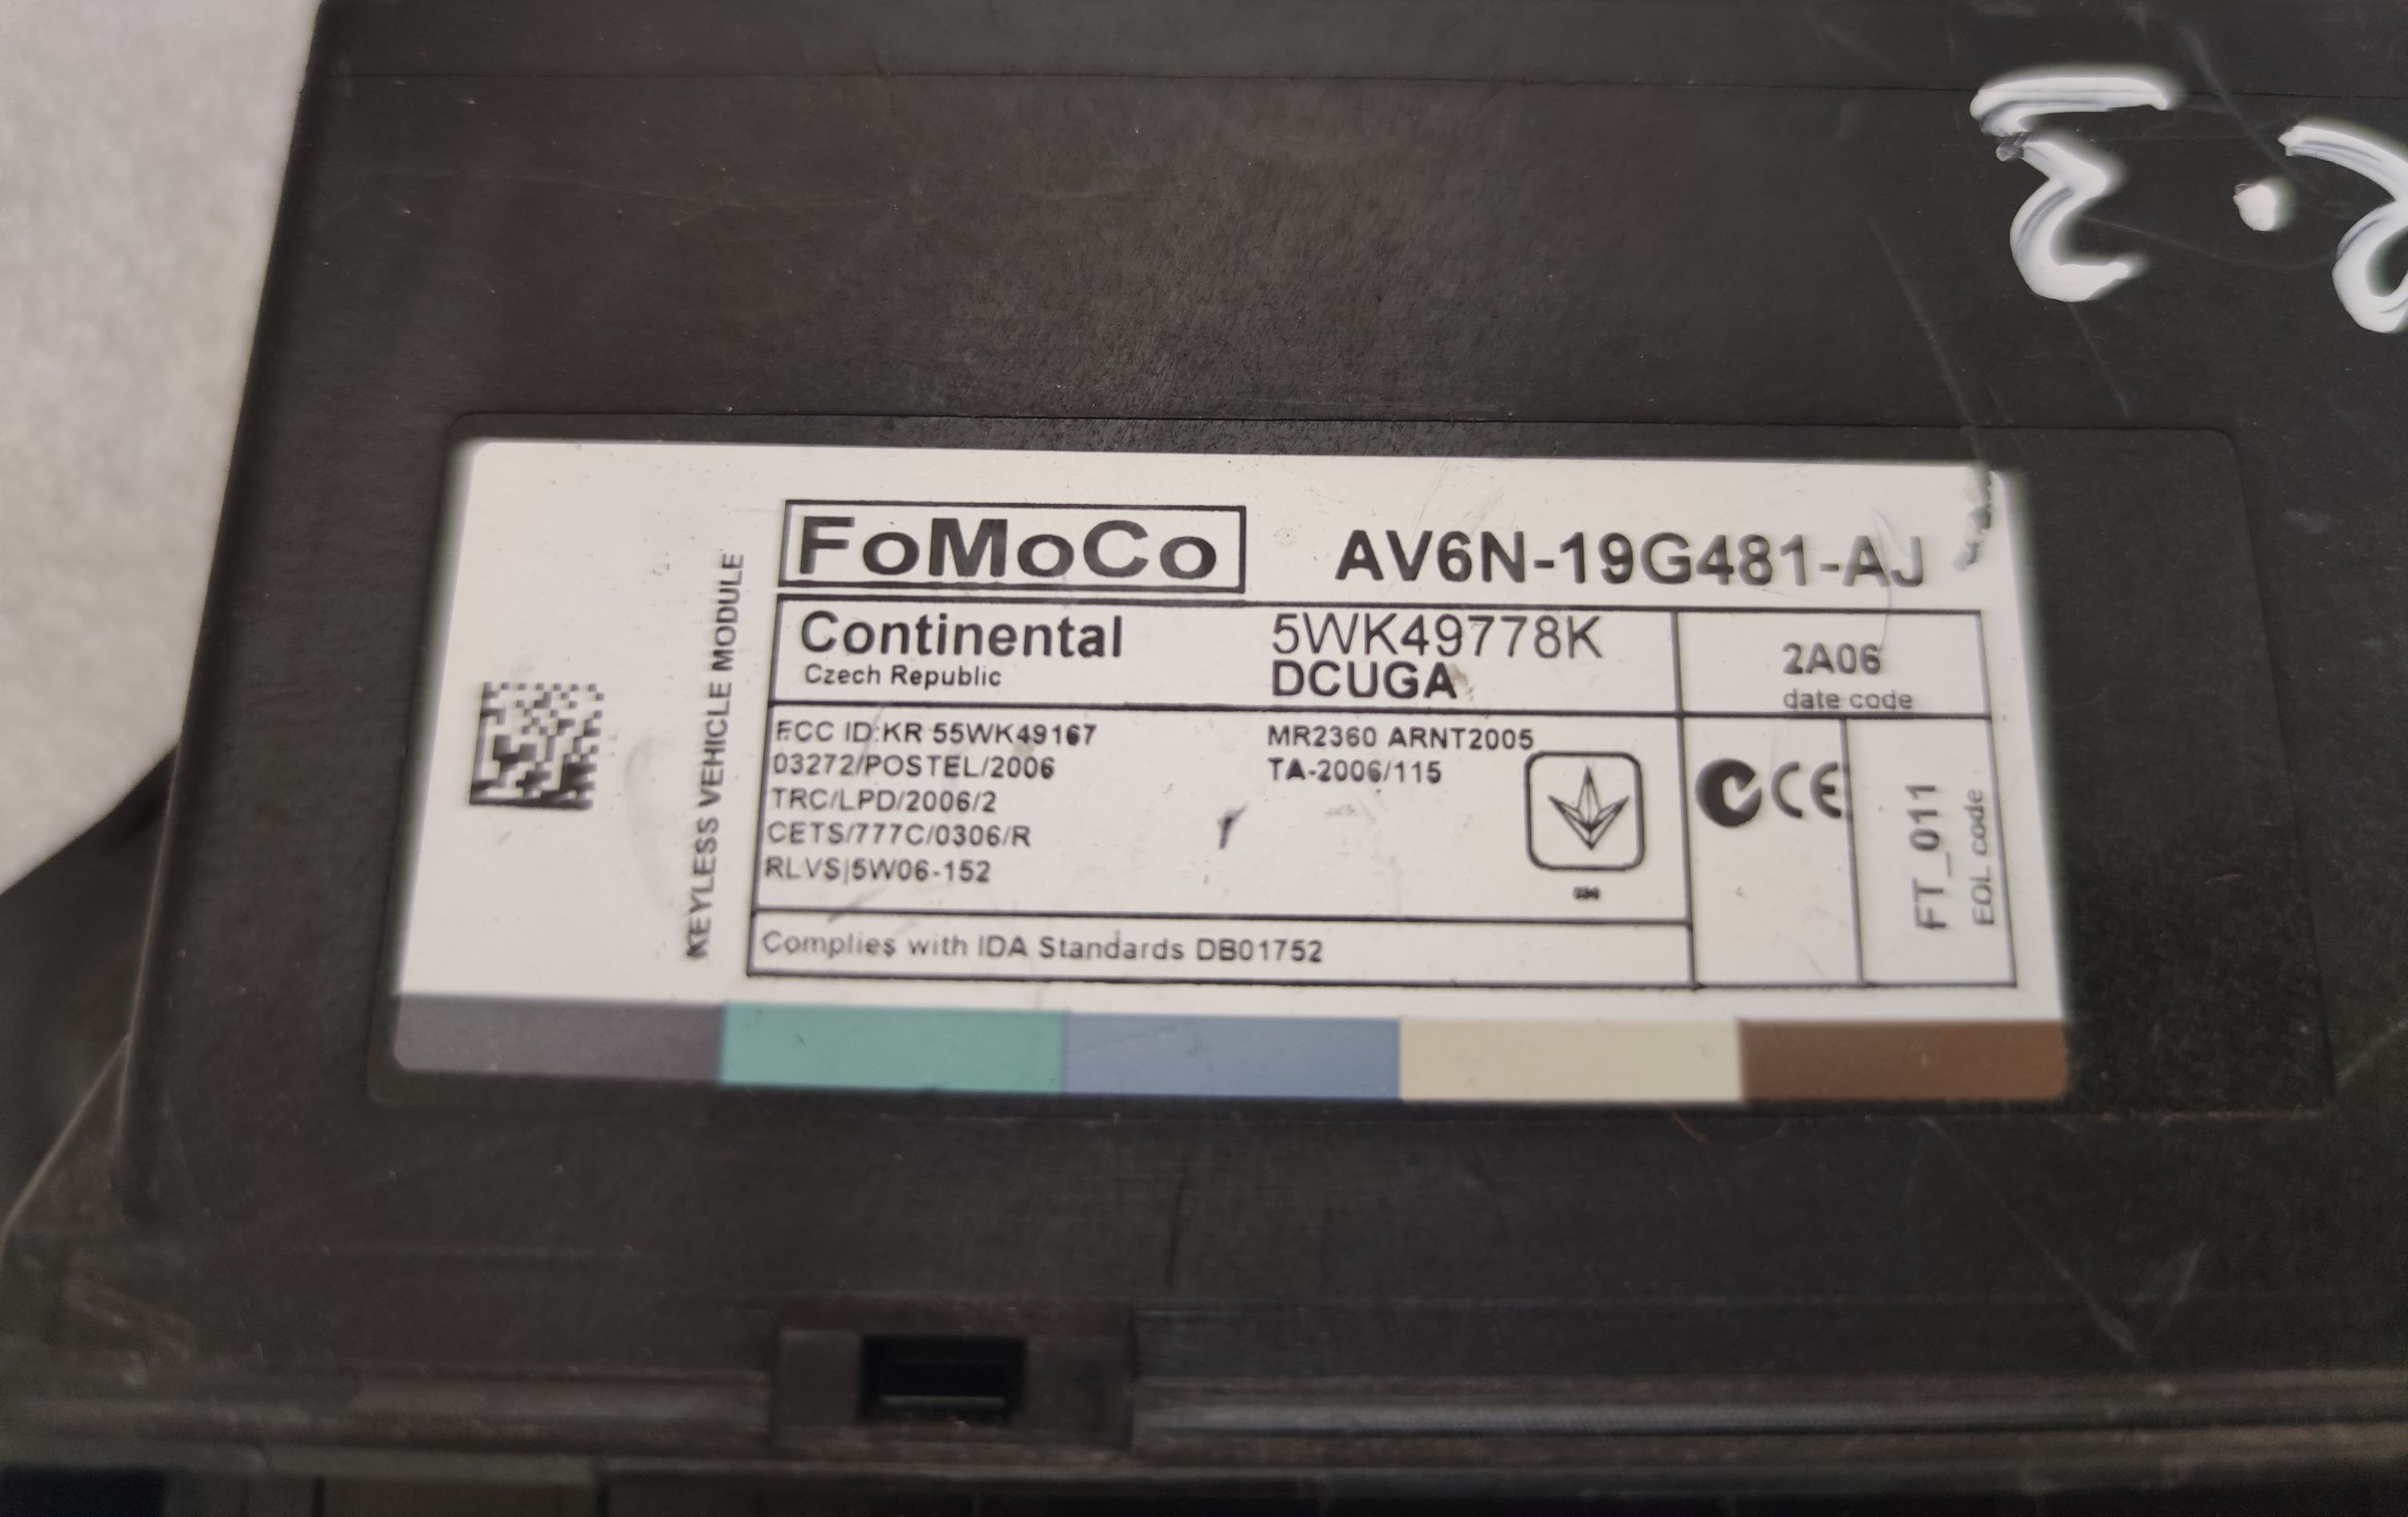 FoMoCo AV6N-19G481-AJ
KEYLESS VEHICLE MODULE
Continental 5WK49778K
Czech Republic DCUGA
2A06
date code
FCC ID:KR 55WK49167 MR2360 ARNT2005
03272/POSTEL/2006 TA-2006/115
TRC/LPD/2006/2
CETS/777C/0306/R
RLVS|5W06-152
CE
FT_011
EOL code
Complies with IDA Standards DB01752